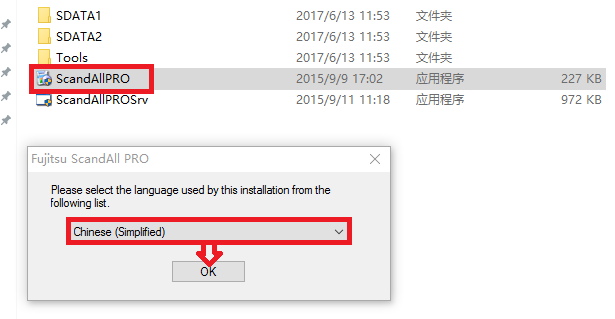 SDATA1 2017/6/13 11:53 文件夹
SDATA2 2017/6/13 11:53 文件夹
Tools 2017/6/13 11:53 文件夹
ScandAllPRO 2015/9/9 17:02 应用程序 227 KB
ScandAllPROSrv 2015/9/11 11:18 应用程序 972 KB
Fujitsu ScandAll PRO
Please select the language used by this installation from the
following list.
Chinese (Simplified)
OK